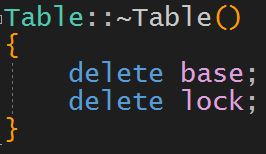 Table::~Table()
{
    delete base;
    delete lock;
}